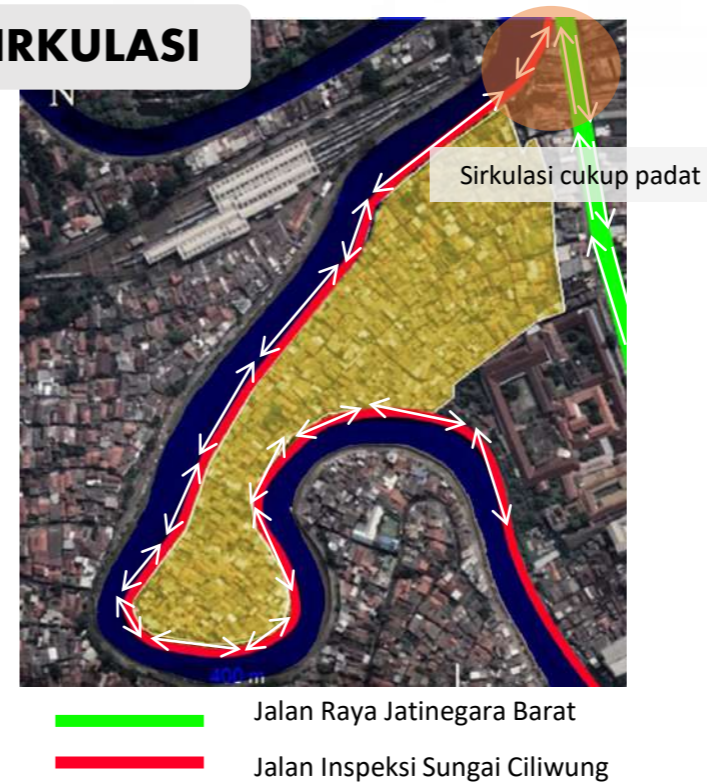 IRKULASI
N
Sirkulasi cukup padat
400 m
Jalan Raya Jatinegara Barat
Jalan Inspeksi Sungai Ciliwung